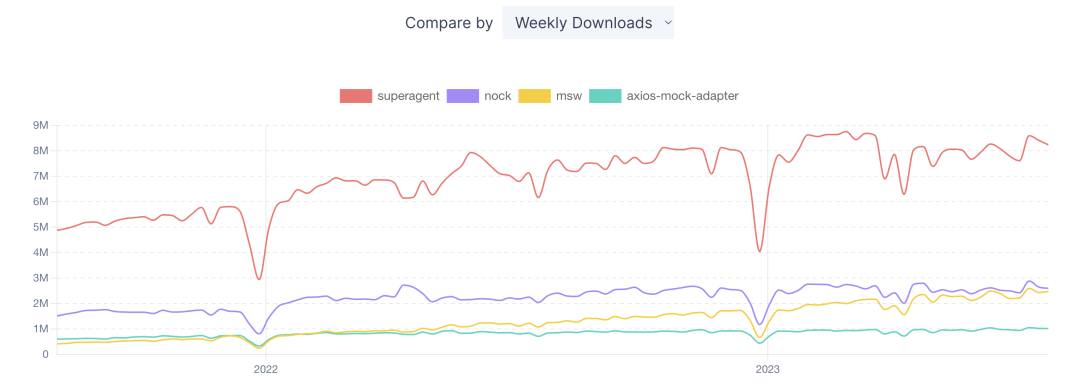 Compare by Weekly Downloads
superagent nock msw axios-mock-adapter
9M
8M
7M
6M
5M
4M
3M
2M
1M
0
2022 2023